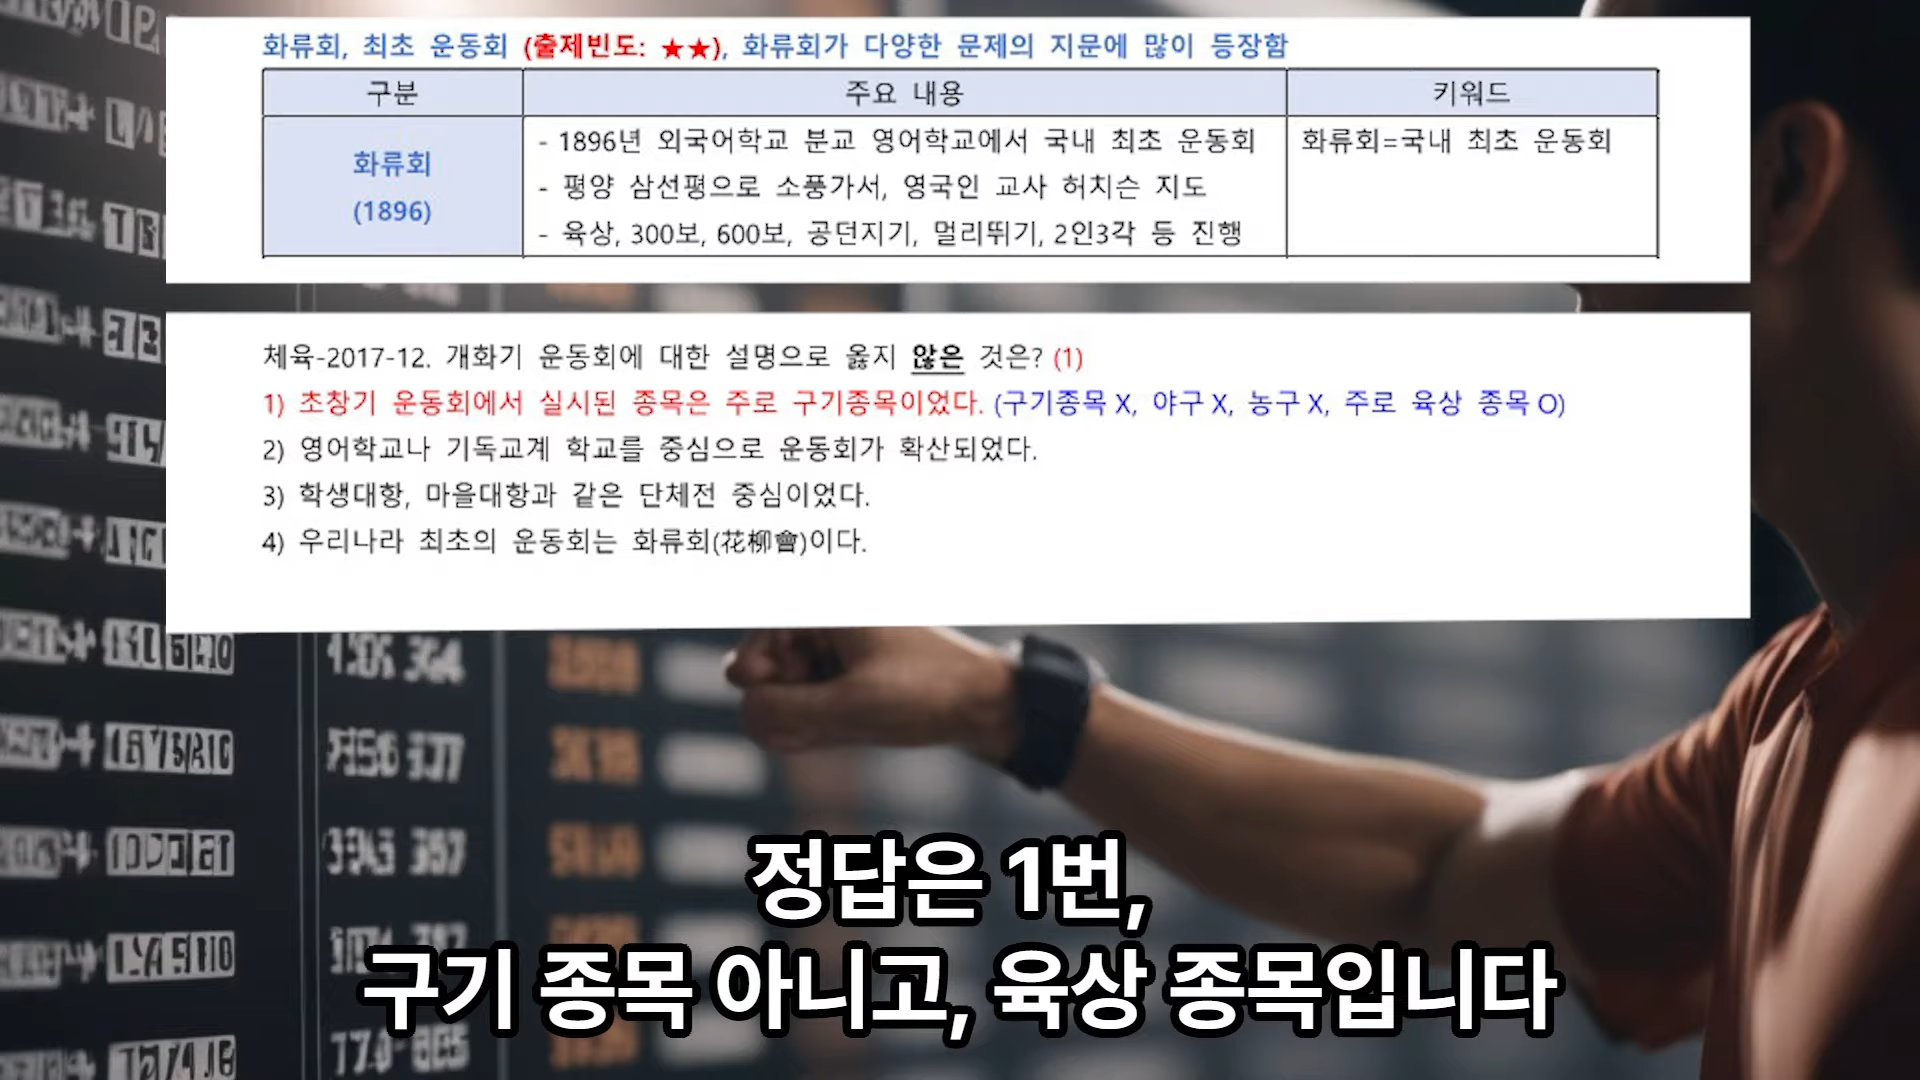 화류회, 최초 운동회 (출제빈도: ★★), 화류회가 다양한 문제의 지문에 많이 등장함
구분 주요 내용 키워드
화류회
(1896)
- 1896년 외국어학교 분교 영어학교에서 국내 최초 운동회
- 평양 삼선평으로 소풍가서, 영국인 교사 허치슨 지도
- 육상, 300보, 600보, 공던지기, 멀리뛰기, 2인3각 등 진행
화류회=국내 최초 운동회
체육-2017-12. 개화기 운동회에 대한 설명으로 옳지 않은 것은? (1)
1) 초창기 운동회에서 실시된 종목은 주로 구기종목이었다. (구기종목 X, 야구 X, 농구 X, 주로 육상 종목 O)
2) 영어학교나 기독교계 학교를 중심으로 운동회가 확산되었다.
3) 학생대항, 마을대항과 같은 단체전 중심이었다.
4) 우리나라 최초의 운동회는 화류회(花柳會)이다.
정답은 1번,
구기 종목 아니고, 육상 종목입니다